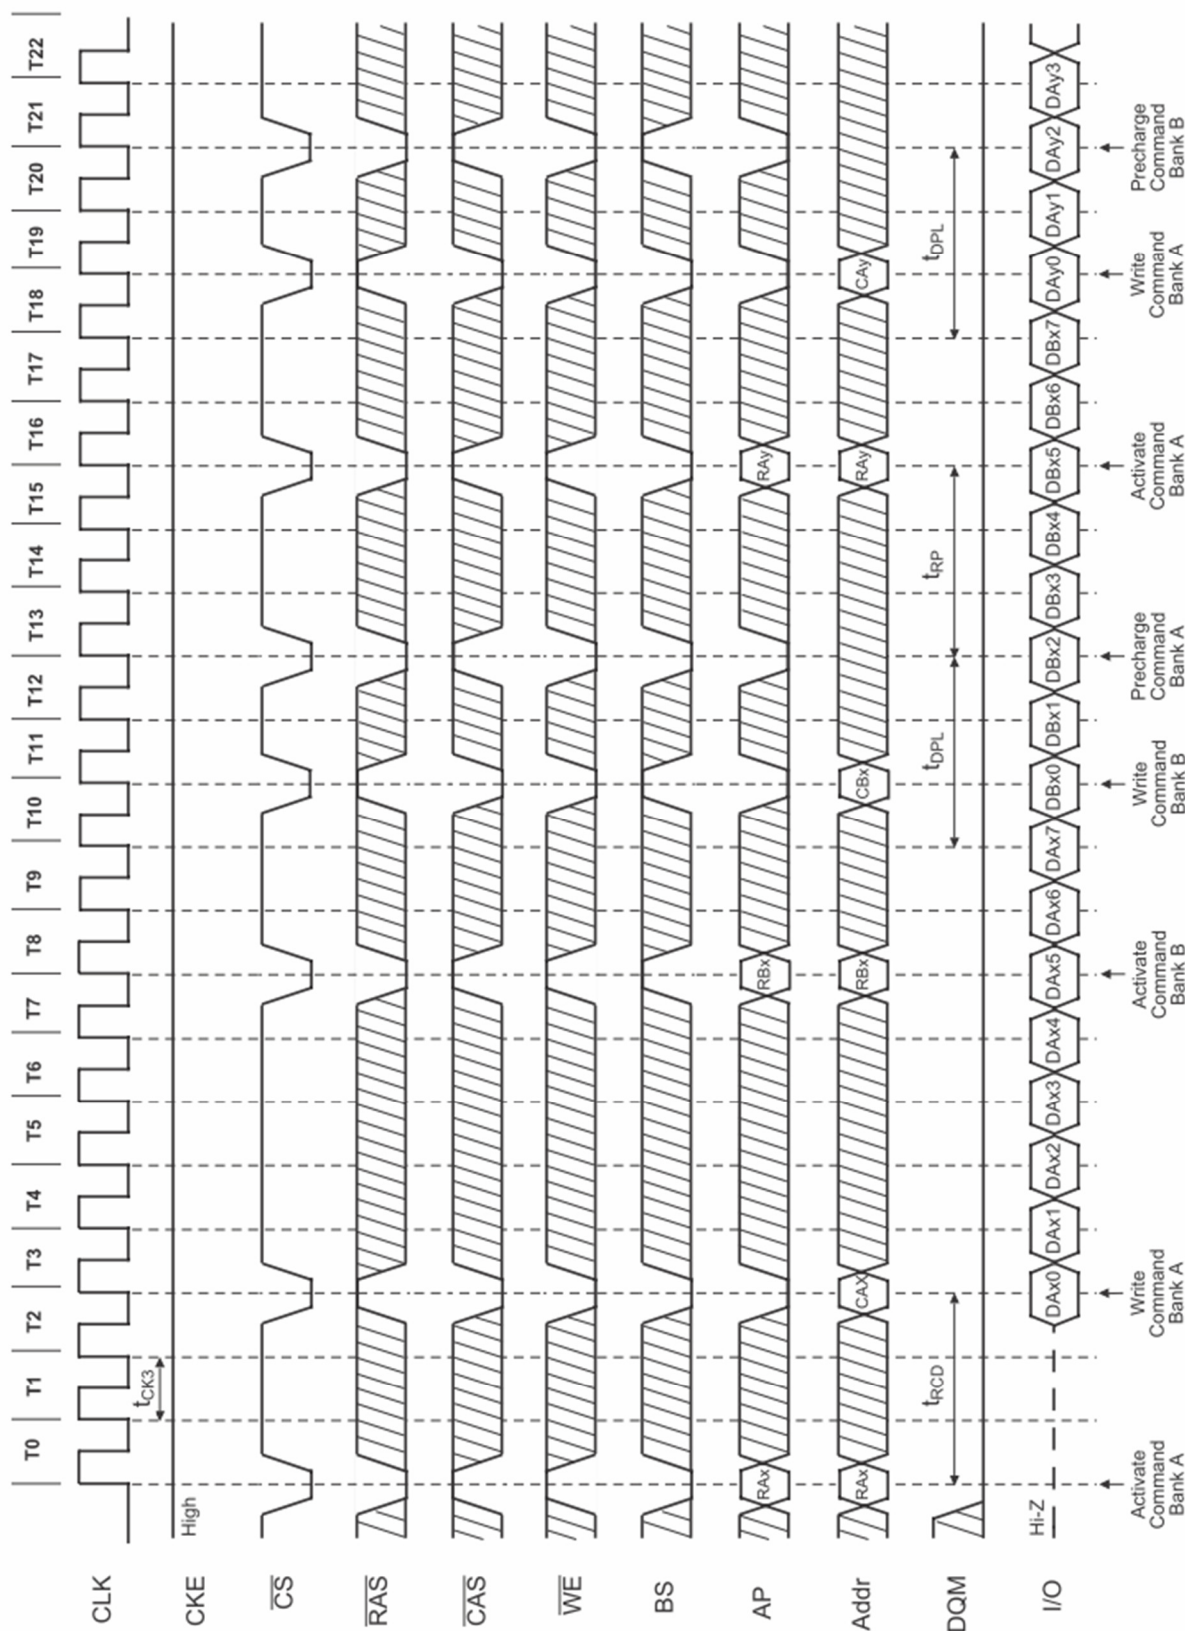 T0 T1 T2 T3 T4 T5 T6 T7 T8 T9 T10 T11 T12 T13 T14 T15 T16 T17 T18 T19 T20 T21 T22
CLK
tCK3
CKE
High
CS
RAS
CAS
WE
BS
AP
RAx RBx RAy
Addr
RAx CAX RBx CBx RAy CAy
DQM
tRCD tDPL tRP tDPL
I/O
Hi-Z
DAx0 DAx1 DAx2 DAx3 DAx4 DAx5 DAx6 DAx7 DBx0 DBx1 DBx2 DBx3 DBx4 DBx5 DBx6 DBx7 DAy0 DAy1 DAy2 DAy3
Activate
Command
Bank A
Write
Command
Bank A
Activate
Command
Bank B
Write
Command
Bank B
Precharge
Command
Bank A
Activate
Command
Bank A
Write
Command
Bank A
Precharge
Command
Bank B